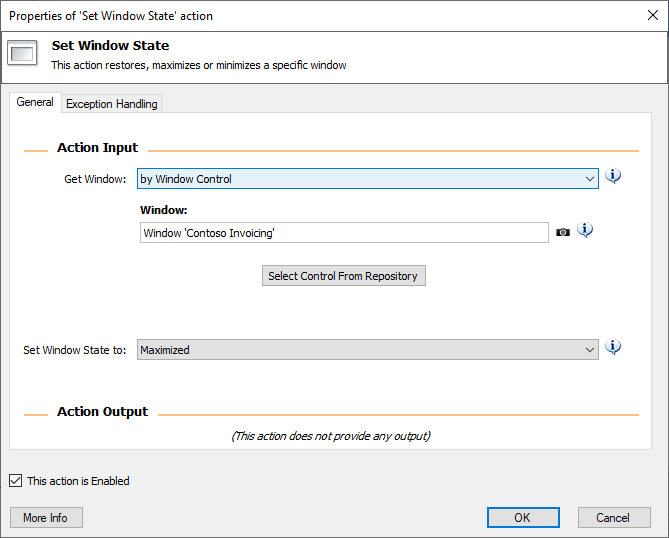 Properties of 'Set Window State' action
Set Window State
This action restores, maximizes or minimizes a specific window
General
Exception Handling
Action Input
Get Window:
by Window Control
Window:
Window 'Contoso Invoicing'
Select Control From Repository
Set Window State to:
Maximized
Action Output
(This action does not provide any output)
This action is Enabled
More Info
OK
Cancel